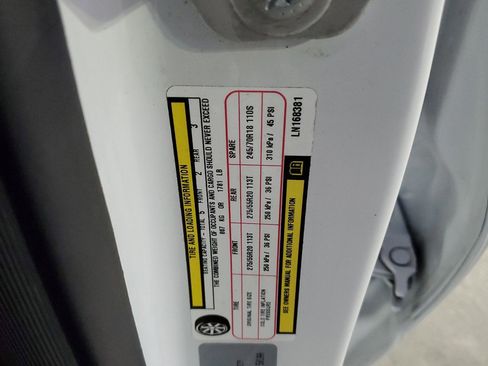 TIRE AND LOADING INFORMATION
SEATING CAPACITY - TOTAL 5 FRONT 2 REAR 3
THE COMBINED WEIGHT OF OCCUPANTS AND CARGO SHOULD NEVER EXCEED
807 KG OR 1781 LB
TIRE FRONT REAR SPARE
ORIGINAL TIRE SIZE 275/55R20 113T 275/55R20 113T 245/70R18 110S
COLD TIRE INFLATION PRESSURE 250 kPa / 36 PSI 250 kPa / 36 PSI 310 kPa / 45 PSI
SEE OWNERS MANUAL FOR ADDITIONAL INFORMATION
LN168381